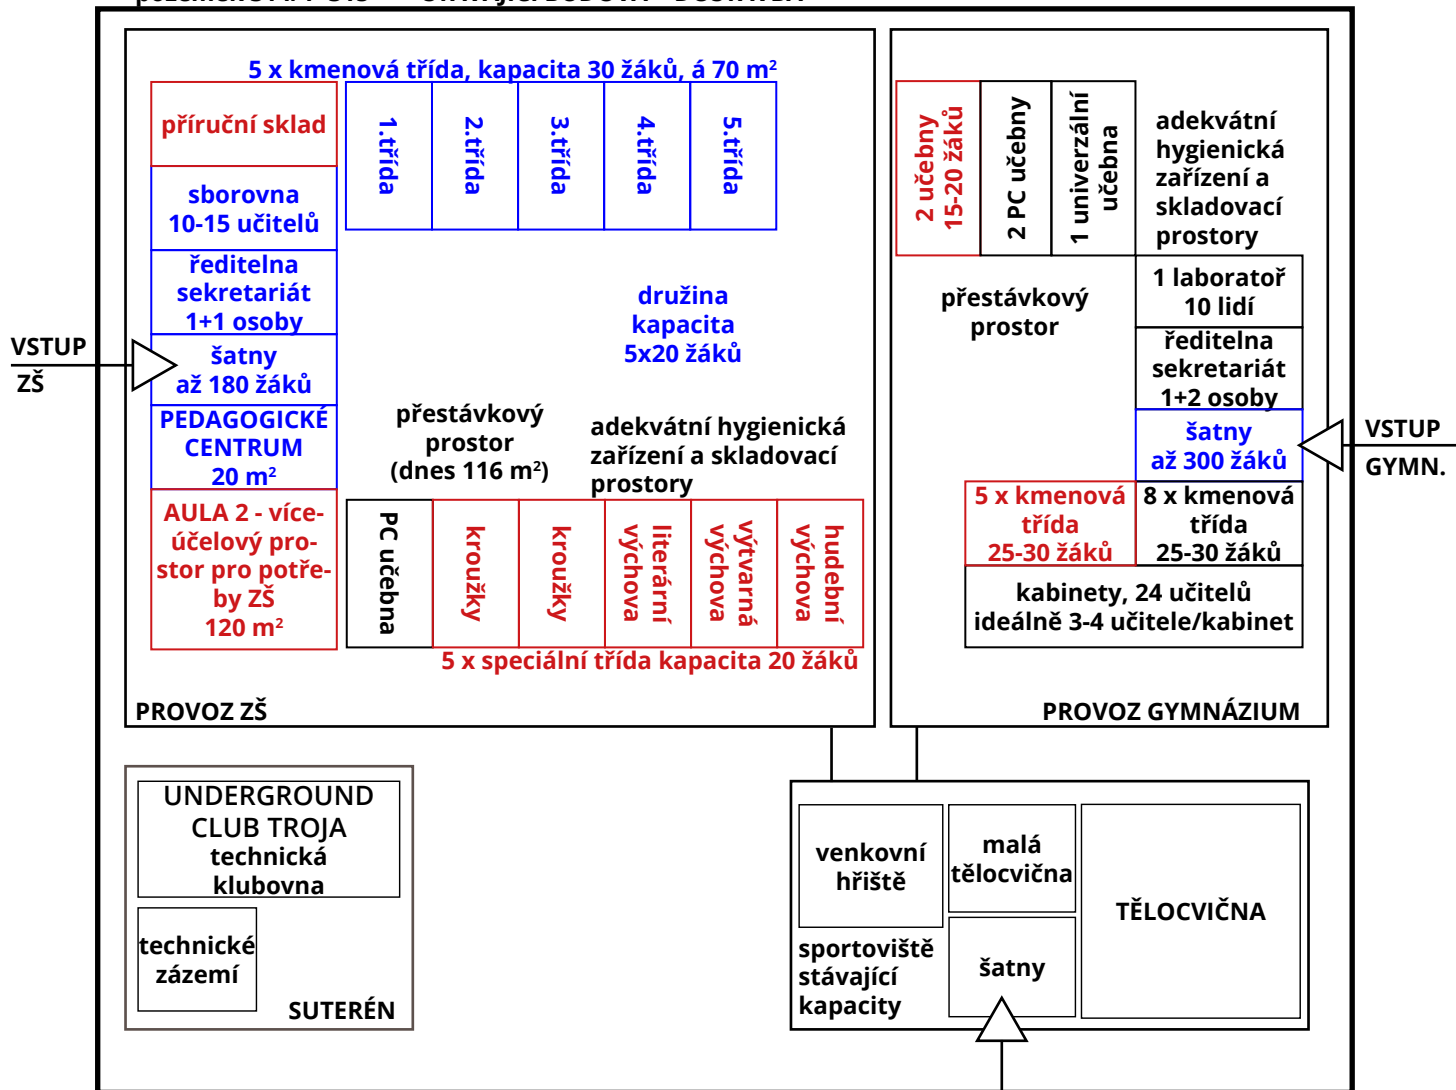 5 x kmenová třída, kapacita 30 žáků, á 70 m²
příruční sklad
sborovna
10-15 učitelů
ředitelna
sekretariát
1+1 osoby
VSTUP
ZŠ
šatny
až 180 žáků
PEDAGOGICKÉ
CENTRUM
20 m²
AULA 2 - více-
účelový pro-
stor pro potře-
by ZŠ
120 m²
1.třída
2.třída
3.třída
4.třída
5.třída
družina
kapacita
5x20 žáků
přestávkový
prostor
(dnes 116 m²)
adekvátní hygienická
zařízení a skladovací
prostory
PC učebna
kroužky
kroužky
literární
výchova
výtvarná
výchova
hudební
výchova
5 x speciální třída kapacita 20 žáků
PROVOZ ZŠ
2 učebny
15-20 žáků
2 PC učebny
1 univerzální
učebna
adekvátní
hygienická
zařízení a
skladovací
prostory
přestávkový
prostor
1 laboratoř
10 lidí
ředitelna
sekretariát
1+2 osoby
šatny
až 300 žáků
VSTUP
GYMN.
5 x kmenová
třída
25-30 žáků
8 x kmenová
třída
25-30 žáků
kabinety, 24 učitelů
ideálně 3-4 učitele/kabinet
PROVOZ GYMNÁZIUM
UNDERGROUND
CLUB TROJA
technická
klubovna
technické
zázemí
SUTERÉN
venkovní
hřiště
malá
tělocvična
TĚLOCVIČNA
sportoviště
stávající
kapacity
šatny